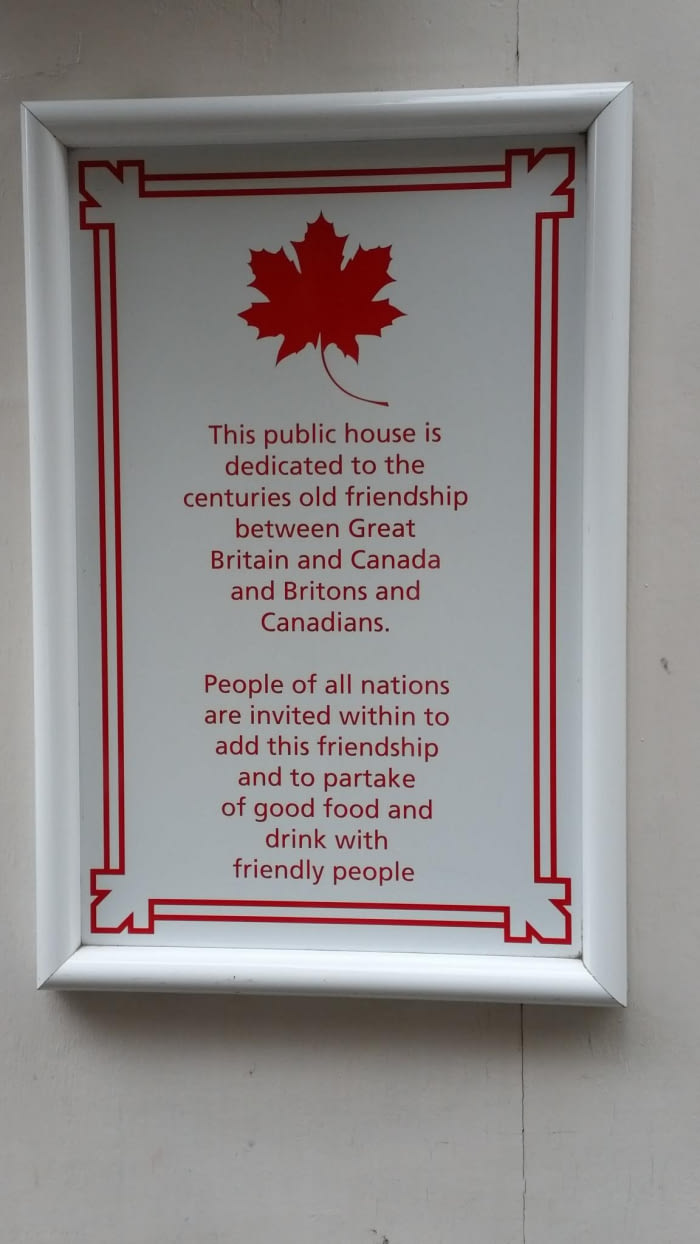 This public house is
dedicated to the
centuries old friendship
between Great
Britain and Canada
and Britons and
Canadians.
People of all nations
are invited within to
add this friendship
and to partake
of good food and
drink with
friendly people